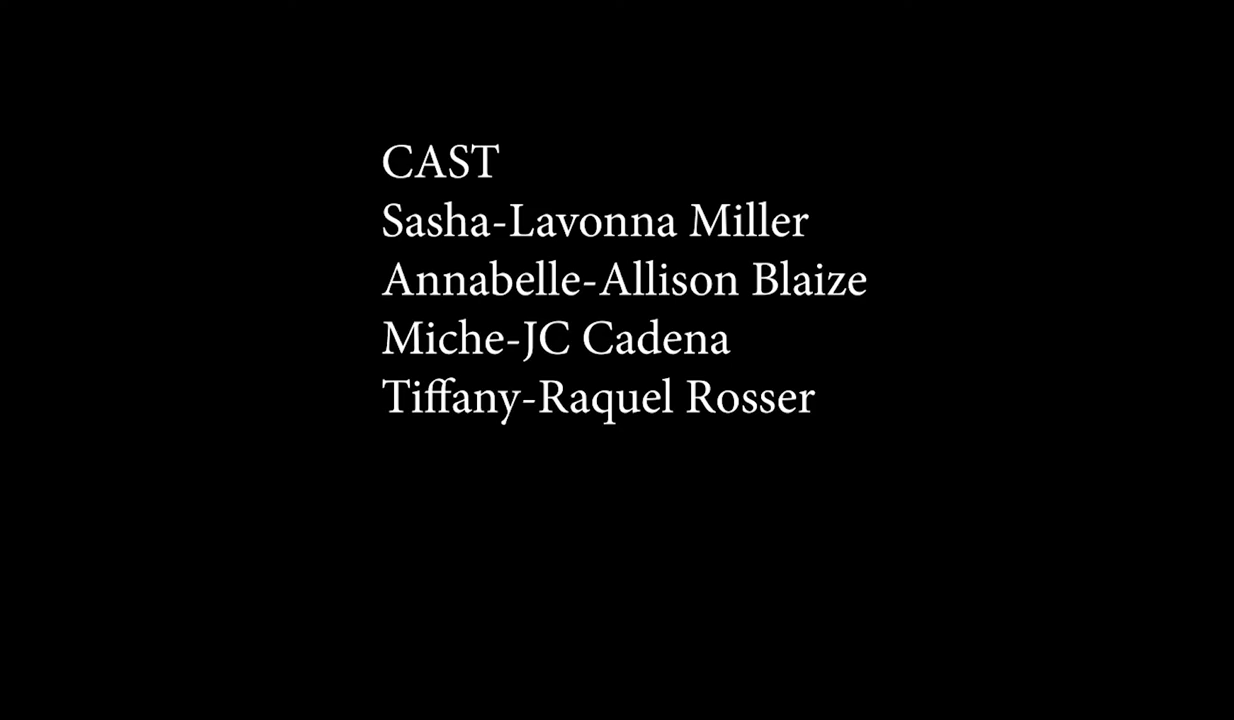 CAST
Sasha-Lavonna Miller
Annabelle-Allison Blaize
Miche-JC Cadena
Tiffany-Raquel Rosser